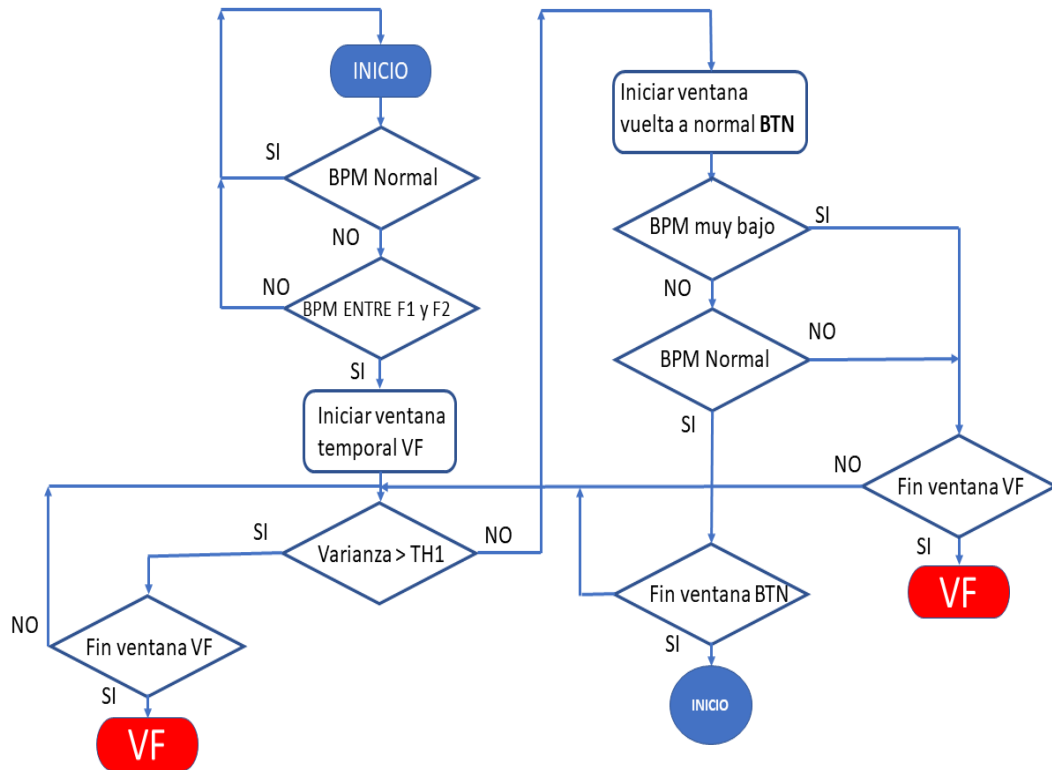 INICIO
SI
BPM Normal
NO
NO
BPM ENTRE F1 y F2
SI
Iniciar ventana
temporal VF
SI
Varianza > TH1
NO
NO
Fin ventana VF
SI
VF
Iniciar ventana
vuelta a normal BTN
BPM muy bajo
SI
NO
BPM Normal
NO
SI
NO
Fin ventana VF
SI
VF
Fin ventana BTN
SI
INICIO